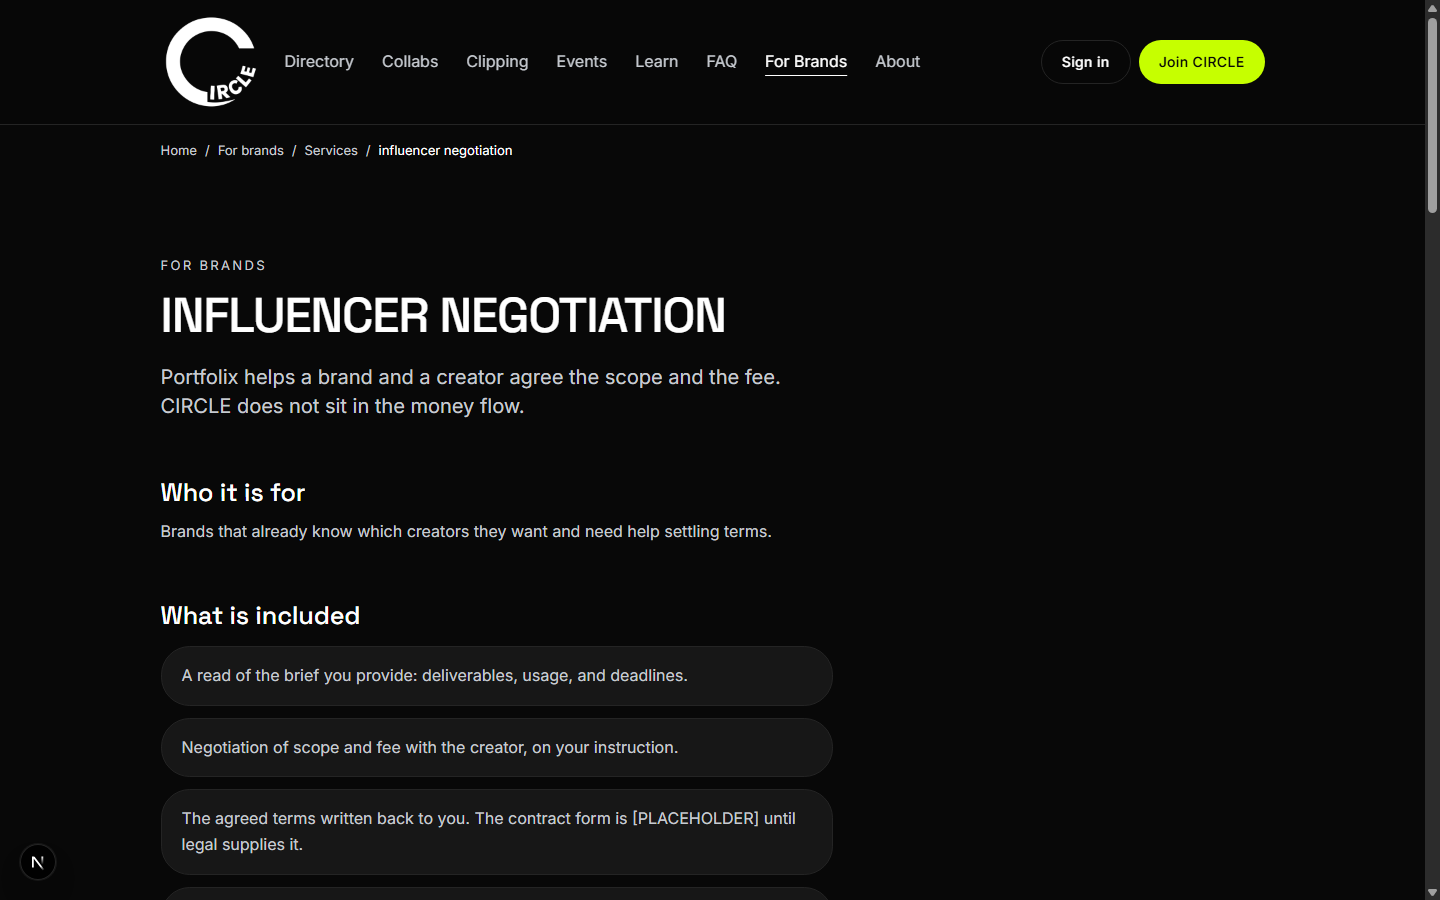 CIRCLE
Directory
Collabs
Clipping
Events
Learn
FAQ
For Brands
About
Sign in
Join CIRCLE
Home / For brands / Services / influencer negotiation
FOR BRANDS
INFLUENCER NEGOTIATION
Portfolix helps a brand and a creator agree the scope and the fee.
CIRCLE does not sit in the money flow.
Who it is for
Brands that already know which creators they want and need help settling terms.
What is included
A read of the brief you provide: deliverables, usage, and deadlines.
Negotiation of scope and fee with the creator, on your instruction.
The agreed terms written back to you. The contract form is [PLACEHOLDER] until
legal supplies it.
N